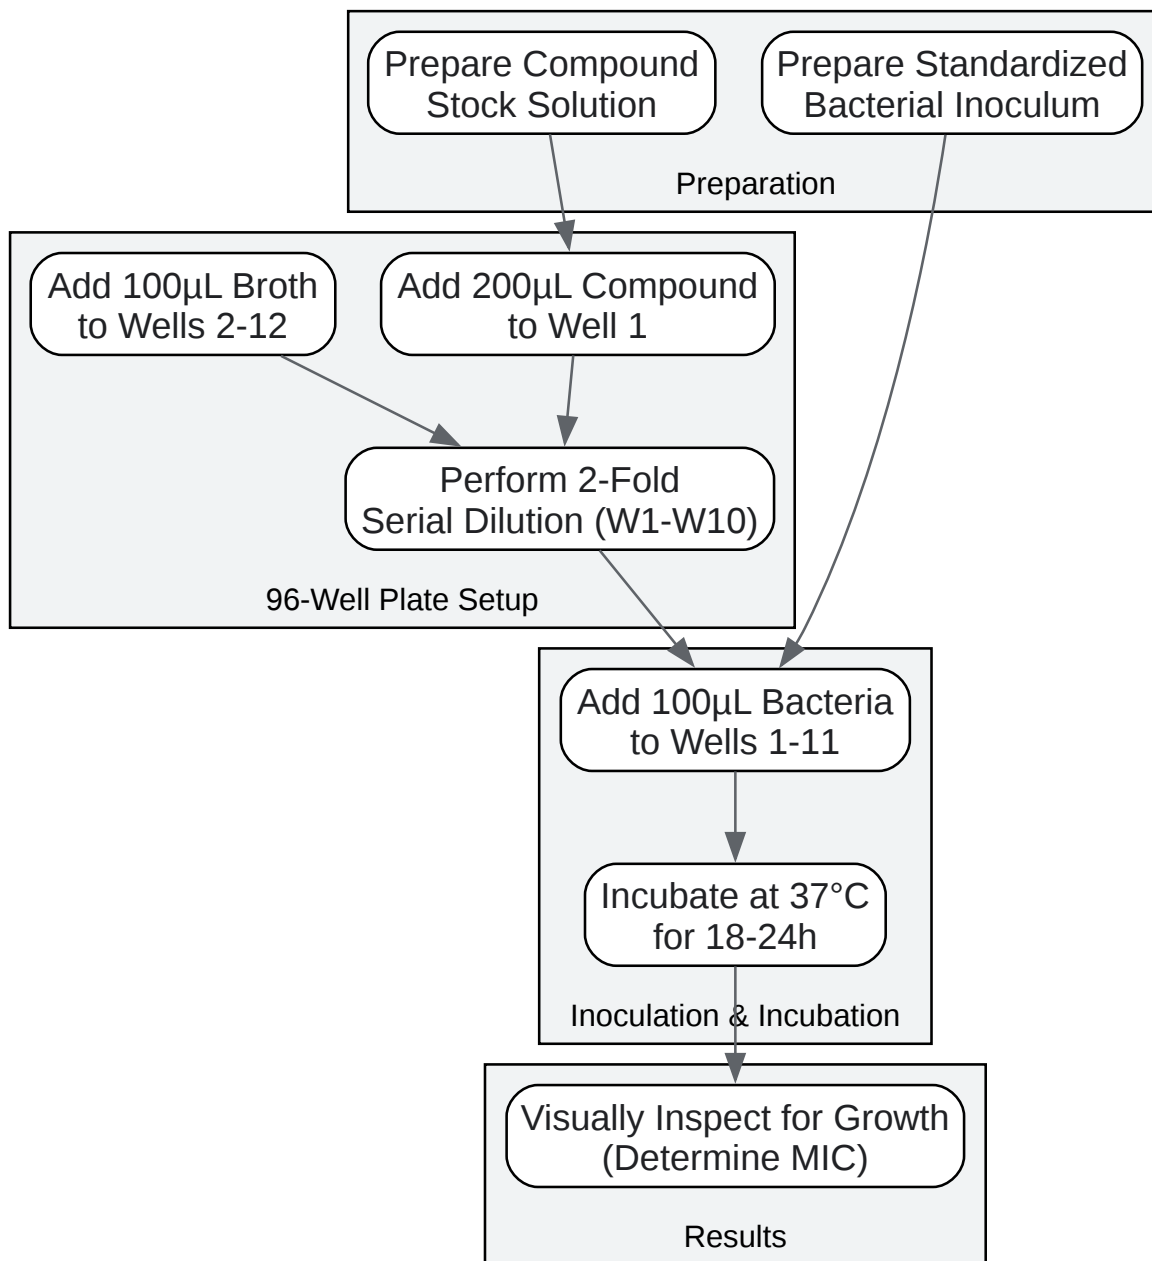 Prepare Compound
Stock Solution
Prepare Standardized
Bacterial Inoculum
Preparation
Add 100µL Broth
to Wells 2-12
Add 200µL Compound
to Well 1
Perform 2-Fold
Serial Dilution (W1-W10)
96-Well Plate Setup
Add 100µL Bacteria
to Wells 1-11
Incubate at 37°C
for 18-24h
Inoculation & Incubation
Visually Inspect for Growth
(Determine MIC)
Results